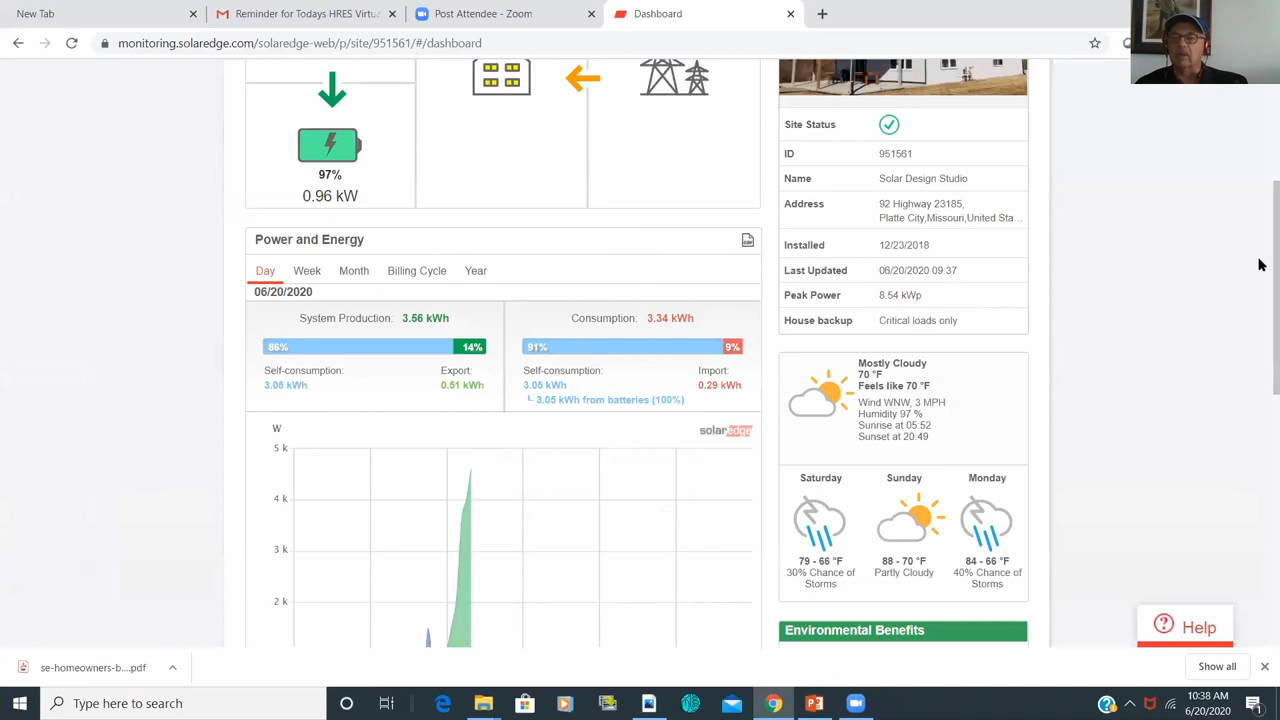 New Tab
Reminder for Todays HRES Virtua
Post Attendee - Zoom
Dashboard
monitoring.solaredge.com/solaredge-web/p/site/951561/#/dashboard
97%
0.96 kW
Power and Energy
Day Week Month Billing Cycle Year
06/20/2020
System Production: 3.56 kWh
86% 14%
Self-consumption: Export:
3.05 kWh 0.51 kWh
Consumption: 3.34 kWh
91% 9%
Self-consumption: Import:
3.05 kWh 0.29 kWh
3.05 kWh from batteries (100%)
W
solaredge
5 k
4 k
3 k
2 k
Site Status
ID 951561
Name Solar Design Studio
Address 92 Highway 23185,
Platte City,Missouri,United Sta...
Installed 12/23/2018
Last Updated 06/20/2020 09:37
Peak Power 8.54 kWp
House backup Critical loads only
Mostly Cloudy
70 °F
Feels like 70 °F
Wind WNW, 3 MPH
Humidity 97 %
Sunrise at 05:52
Sunset at 20:49
Saturday Sunday Monday
79 - 66 °F 88 - 70 °F 84 - 66 °F
30% Chance of Storms
Partly Cloudy
40% Chance of Storms
Environmental Benefits
Help
se-homeowners-b....pdf
Show all
Type here to search
10:38 AM
6/20/2020
1